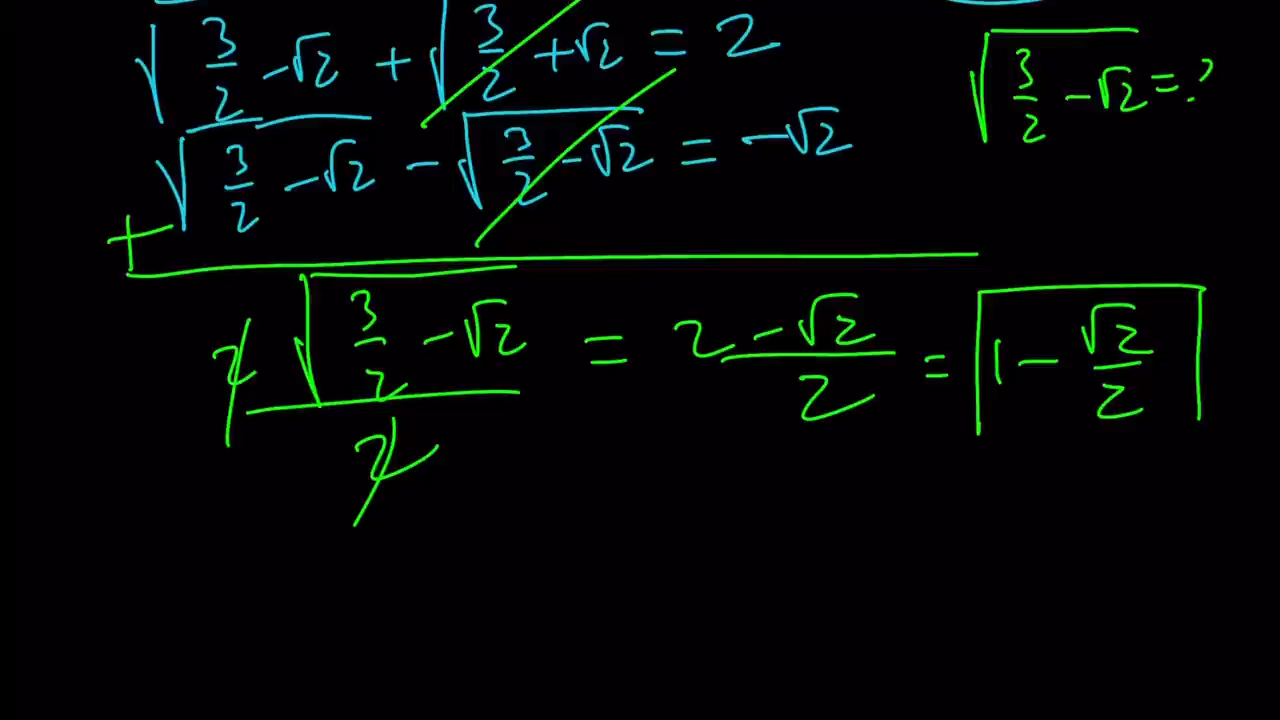 √(3/2 - √2) + √(3/2 + √2) = 2
√(3/2 - √2) = ?
√(3/2 - √2) - √(3/2 - √2) = -√2
+
2√(3/2 - √2) / 2 = (2 - √2)/2 = 1 - √2/2